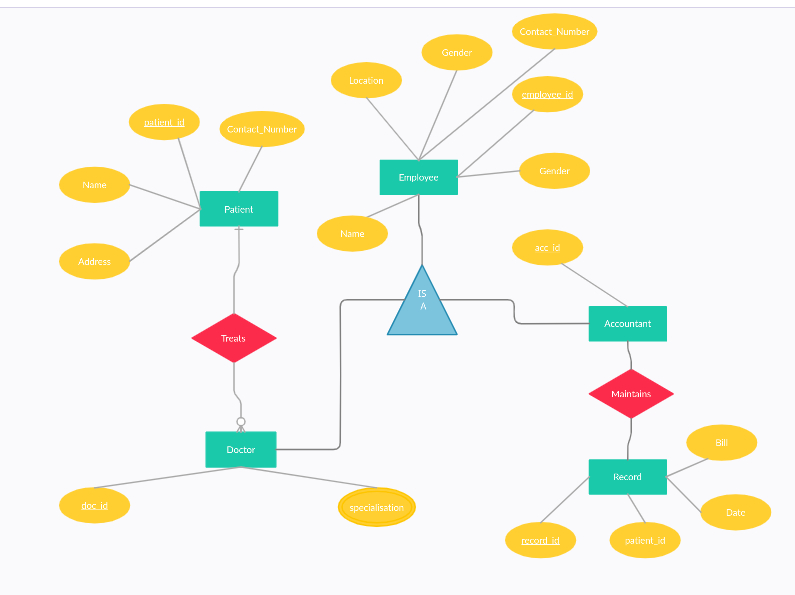 Contact_Number
Gender
Location
employee_id
patient_id
Contact_Number
Gender
Employee
Name
Patient
Name
Address
acc_id
IS
A
Accountant
Treats
Maintains
Bill
Doctor
Record
doc_id
specialisation
Date
record_id
patient_id